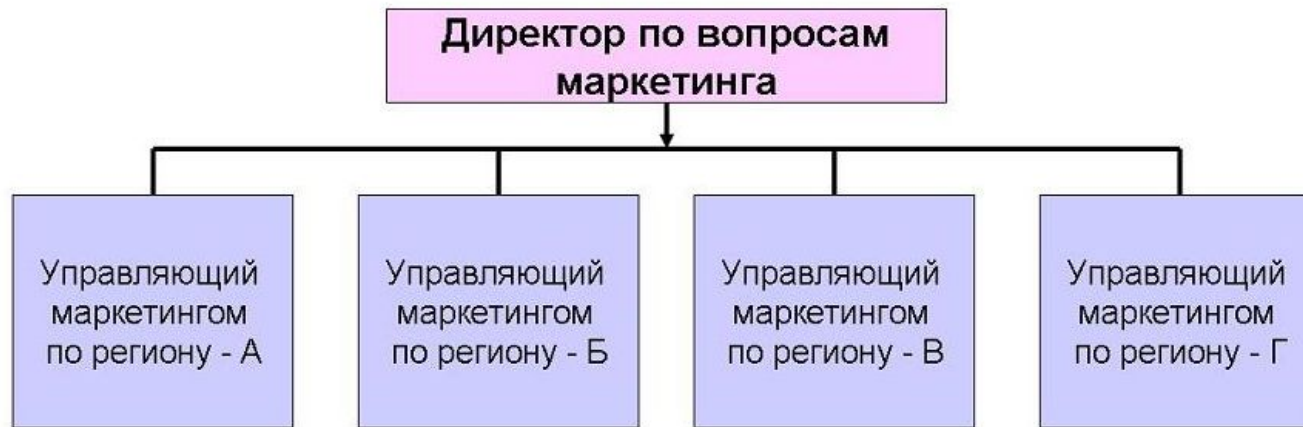 Директор по вопросам
маркетинга
Управляющий
маркетингом
по региону - А
Управляющий
маркетингом
по региону - Б
Управляющий
маркетингом
по региону - В
Управляющий
маркетингом
по региону - Г